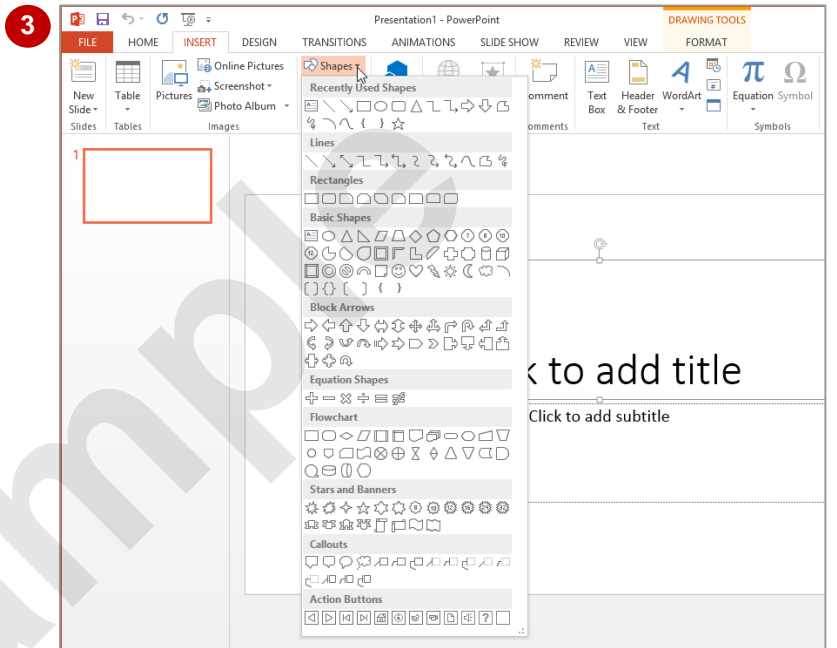 3
Presentation1 - PowerPoint
DRAWING TOOLS
FILE HOME INSERT DESIGN TRANSITIONS ANIMATIONS SLIDE SHOW REVIEW VIEW FORMAT
New Slide
Table
Pictures
Online Pictures
Screenshot
Photo Album
Shapes
omment
Text Box
Header & Footer
WordArt
Equation
Symbol
Slides Tables Images omments Text Symbols
Recently Used Shapes
Lines
Rectangles
Basic Shapes
Block Arrows
Equation Shapes
Flowchart
Stars and Banners
Callouts
Action Buttons
1
k to add title
Click to add subtitle
ample